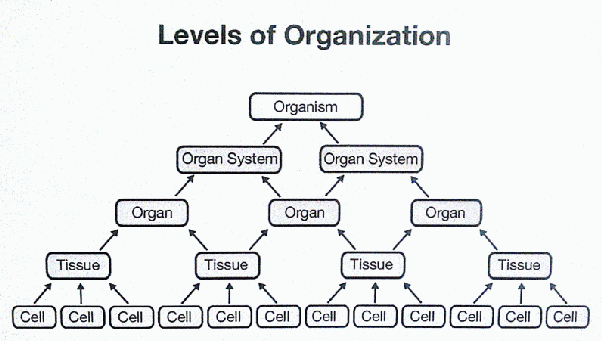 Levels of Organization
Organism
Organ System Organ System
Organ Organ Organ
Tissue Tissue Tissue Tissue
Cell Cell Cell Cell Cell Cell Cell Cell Cell Cell Cell Cell